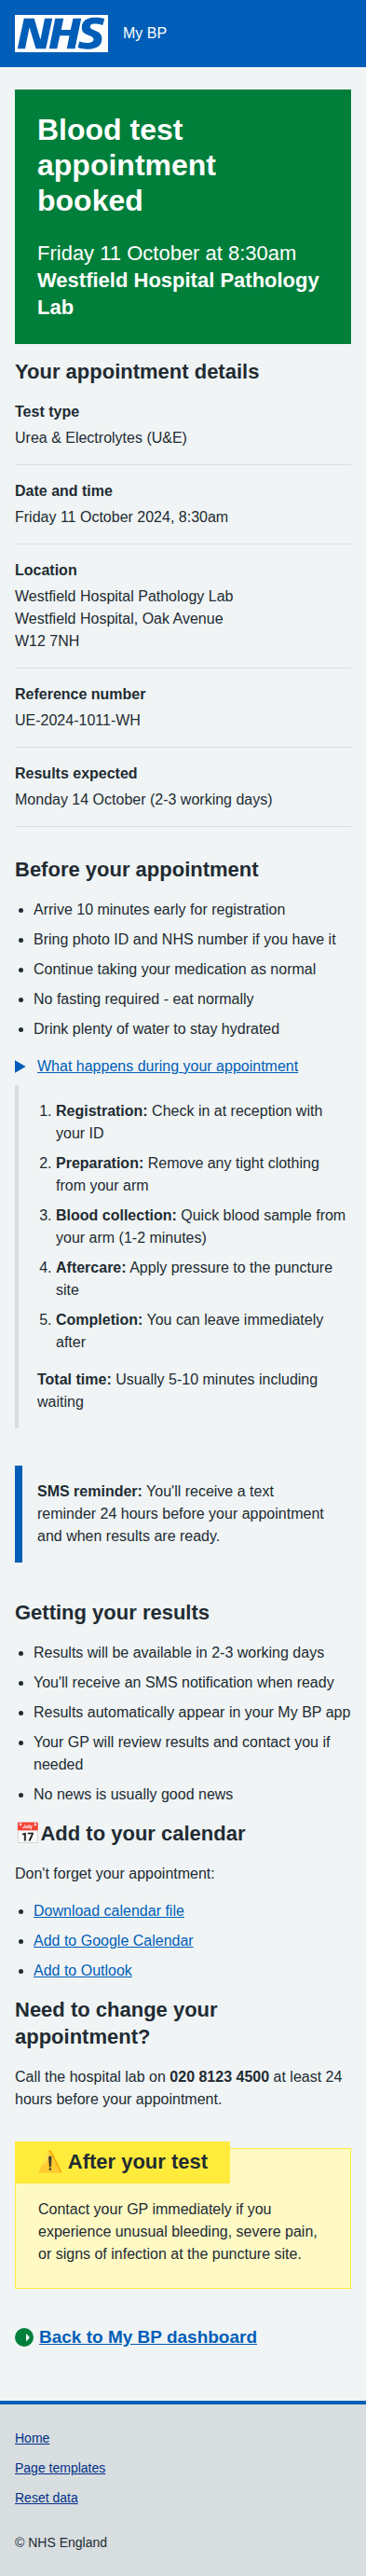 NHS My BP
Blood test
appointment
booked
Friday 11 October at 8:30am
Westfield Hospital Pathology
Lab
Your appointment details
Test type
Urea & Electrolytes (U&E)
Date and time
Friday 11 October 2024, 8:30am
Location
Westfield Hospital Pathology Lab
Westfield Hospital, Oak Avenue
W12 7NH
Reference number
UE-2024-1011-WH
Results expected
Monday 14 October (2-3 working days)
Before your appointment
• Arrive 10 minutes early for registration
• Bring photo ID and NHS number if you have it
• Continue taking your medication as normal
• No fasting required - eat normally
• Drink plenty of water to stay hydrated
What happens during your appointment
1. Registration: Check in at reception with
your ID
2. Preparation: Remove any tight clothing
from your arm
3. Blood collection: Quick blood sample from
your arm (1-2 minutes)
4. Aftercare: Apply pressure to the puncture
site
5. Completion: You can leave immediately
after
Total time: Usually 5-10 minutes including
waiting
SMS reminder: You'll receive a text
reminder 24 hours before your appointment
and when results are ready.
Getting your results
• Results will be available in 2-3 working days
• You'll receive an SMS notification when ready
• Results automatically appear in your My BP app
• Your GP will review results and contact you if
needed
• No news is usually good news
📅Add to your calendar
Don't forget your appointment:
• Download calendar file
• Add to Google Calendar
• Add to Outlook
Need to change your
appointment?
Call the hospital lab on 020 8123 4500 at least 24
hours before your appointment.
⚠️ After your test
Contact your GP immediately if you
experience unusual bleeding, severe pain,
or signs of infection at the puncture site.
Back to My BP dashboard
Home
Page templates
Reset data
© NHS England